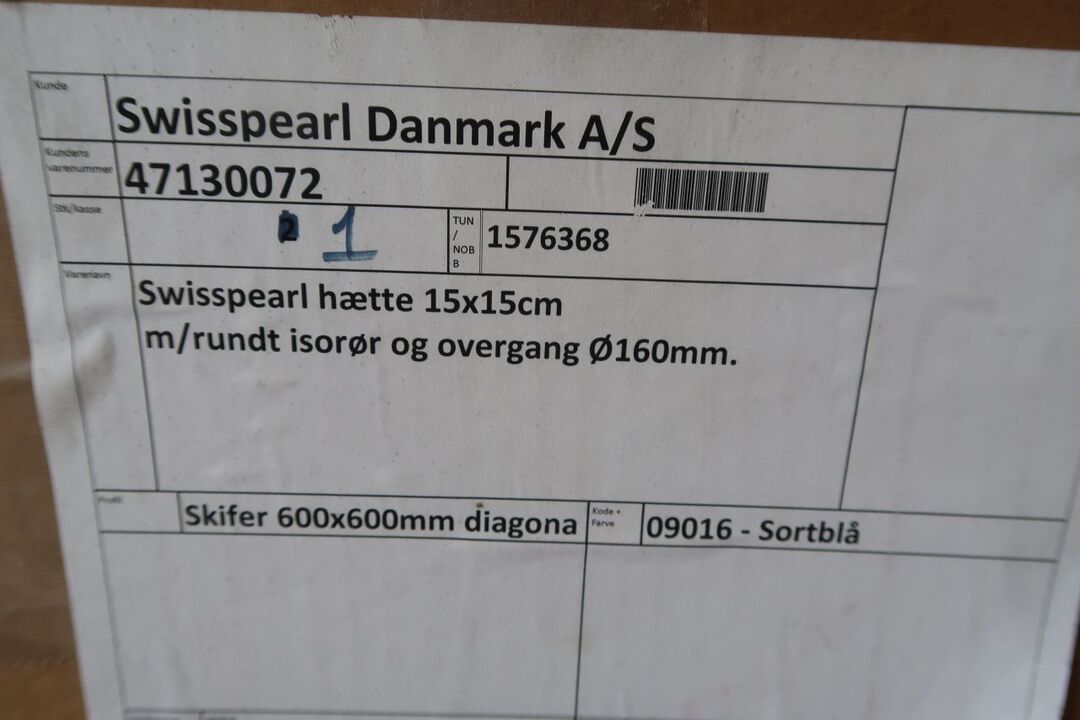 Kunde
Swisspearl Danmark A/S
Kundens
varenummer
47130072
Stk/kasse
2 1
TUN
/
NOB
B
1576368
Varenavn
Swisspearl hætte 15x15cm
m/rundt isorør og overgang Ø160mm.
Profil
Skifer 600x600mm diagona
Kode +
Farve
09016 - Sortblå